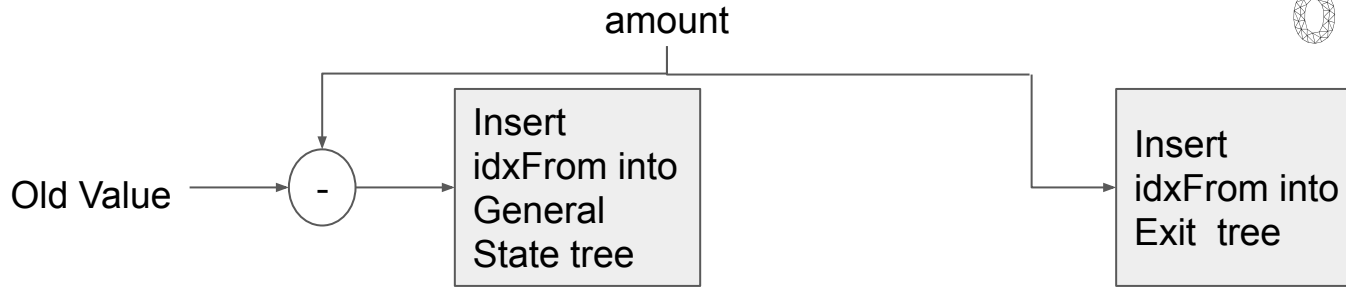 amount
Old Value
-
Insert
idxFrom into
General
State tree
Insert
idxFrom into
Exit tree